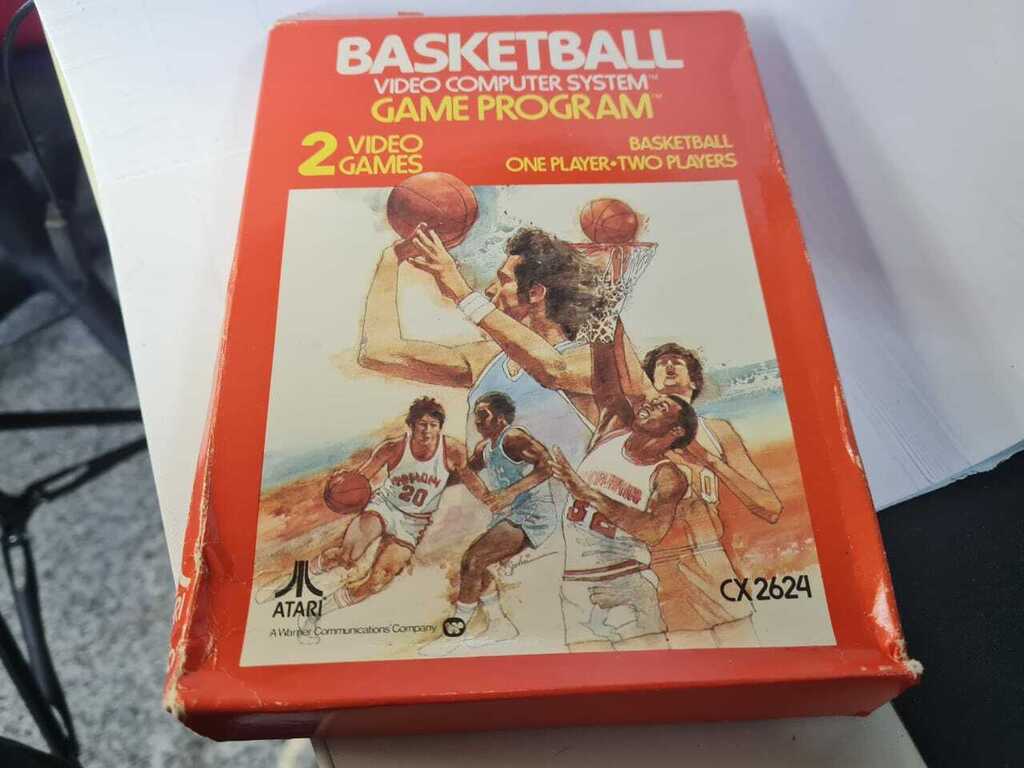 BASKETBALL
VIDEO COMPUTER SYSTEM™
GAME PROGRAM™
2 VIDEO GAMES
BASKETBALL
ONE PLAYER•TWO PLAYERS
20
32
ATARI
A Warner Communications Company
CX 2624